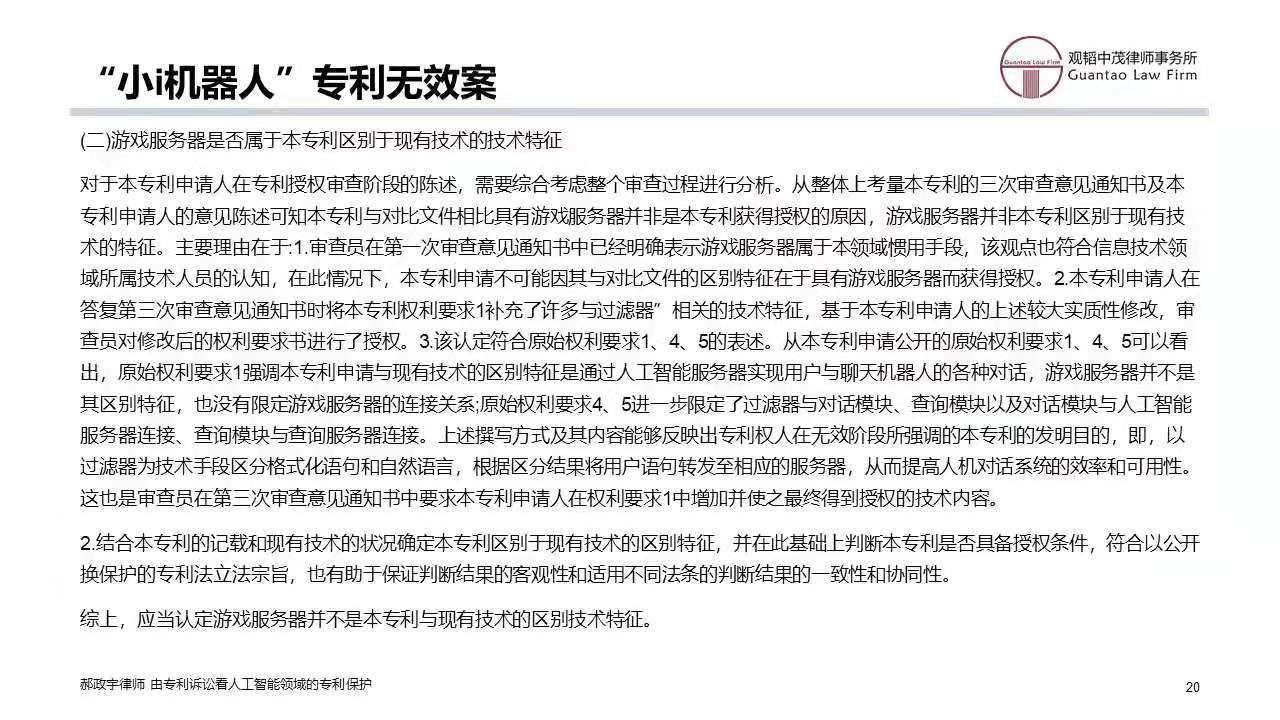 “小i机器人”专利无效案
Guantao Law Firm
观韬中茂律师事务所
Guantao Law Firm
(二)游戏服务器是否属于本专利区别于现有技术的技术特征
对于本专利申请人在专利授权审查阶段的陈述，需要综合考虑整个审查过程进行分析。从整体上考量本专利的三次审查意见通知书及本
专利申请人的意见陈述可知本专利与对比文件相比具有游戏服务器并非是本专利获得授权的原因，游戏服务器并非本专利区别于现有技
术的特征。主要理由在于:1.审查员在第一次审查意见通知书中已经明确表示游戏服务器属于本领域惯用手段，该观点也符合信息技术领
域所属技术人员的认知，在此情况下，本专利申请不可能因其与对比文件的区别特征在于具有游戏服务器而获得授权。2.本专利申请人在
答复第三次审查意见通知书时将本专利权利要求1补充了许多与过滤器”相关的技术特征，基于本专利申请人的上述较大实质性修改，审
查员对修改后的权利要求书进行了授权。3.该认定符合原始权利要求1、4、5的表述。从本专利申请公开的原始权利要求1、4、5可以看
出，原始权利要求1强调本专利申请与现有技术的区别特征是通过人工智能服务器实现用户与聊天机器人的各种对话，游戏服务器并不是
其区别特征，也没有限定游戏服务器的连接关系;原始权利要求4、5进一步限定了过滤器与对话模块、查询模块以及对话模块与人工智能
服务器连接、查询模块与查询服务器连接。上述撰写方式及其内容能够反映出专利权人在无效阶段所强调的本专利的发明目的，即，以
过滤器为技术手段区分格式化语句和自然语言，根据区分结果将用户语句转发至相应的服务器，从而提高人机对话系统的效率和可用性。
这也是审查员在第三次审查意见通知书中要求本专利申请人在权利要求1中增加并使之最终得到授权的技术内容。
2.结合本专利的记载和现有技术的状况确定本专利区别于现有技术的区别特征，并在此基础上判断本专利是否具备授权条件，符合以公开
换保护的专利法立法宗旨，也有助于保证判断结果的客观性和适用不同法条的判断结果的一致性和协同性。
综上，应当认定游戏服务器并不是本专利与现有技术的区别技术特征。
郝政宇律师 由专利诉讼看人工智能领域的专利保护
20